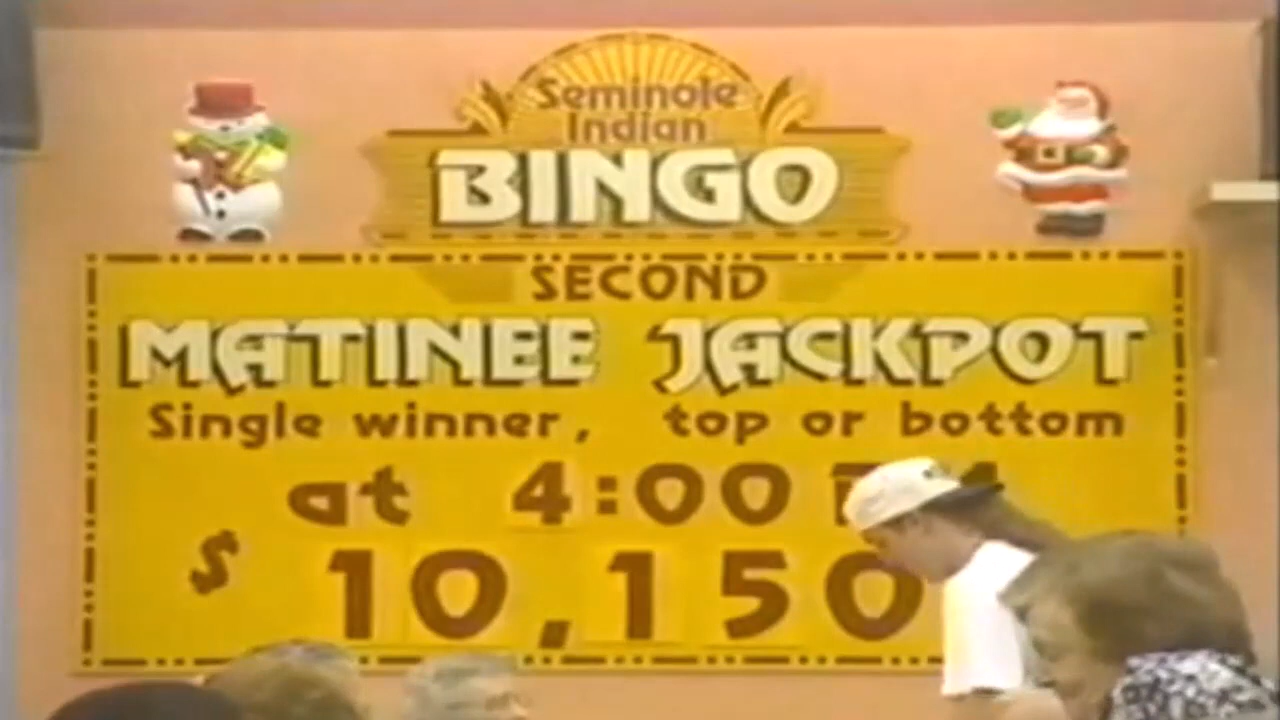 Seminole
Indian
BINGO
SECOND
MATINEE JACKPOT
Single winner, top or bottom
at 4:00
$10,150